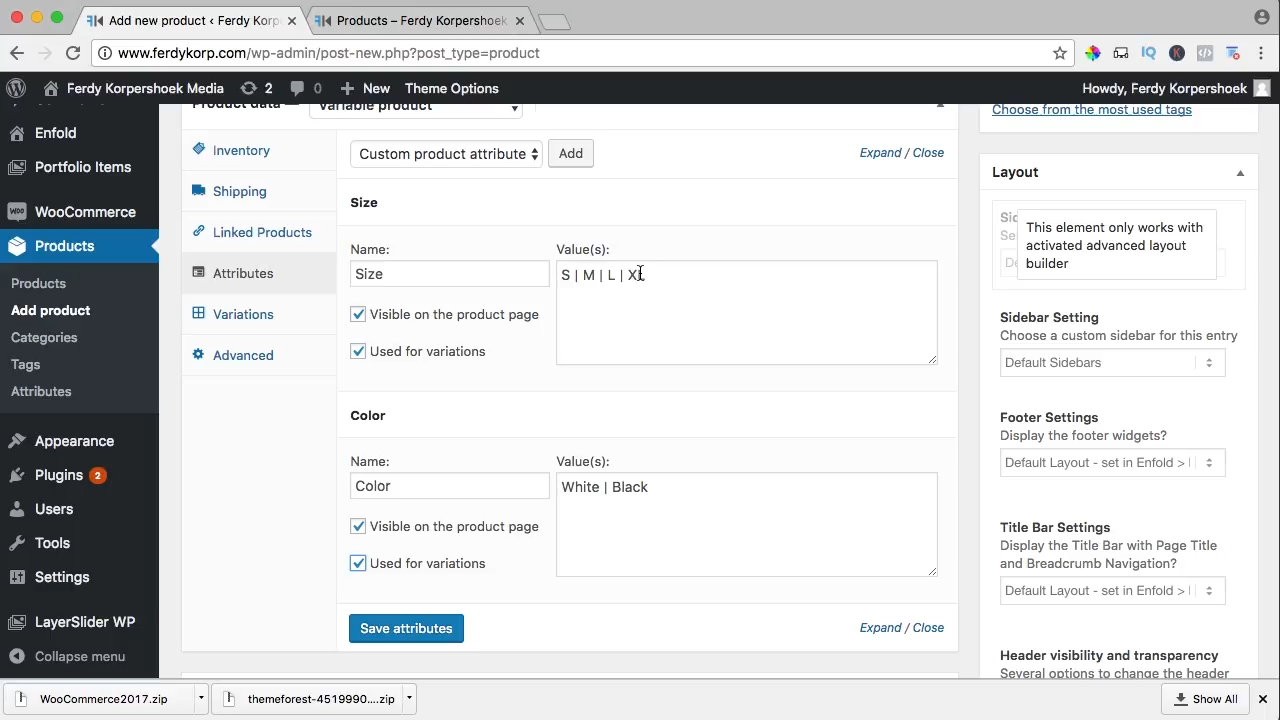 Add new product ‹ Ferdy Korp
Products – Ferdy Korpershoek
www.ferdykorp.com/wp-admin/post-new.php?post_type=product
Ferdy Korpershoek Media
2
0
New
Theme Options
Howdy, Ferdy Korpershoek
Enfold
Portfolio Items
WooCommerce
Products
Products
Add product
Categories
Tags
Attributes
Appearance
Plugins 2
Users
Tools
Settings
LayerSlider WP
Collapse menu
Product data —
Variable product
Inventory
Shipping
Linked Products
Attributes
Variations
Advanced
Custom product attribute
Add
Expand / Close
Size
Name:
Value(s):
Size
S | M | L | XL
Visible on the product page
Used for variations
Color
Name:
Value(s):
Color
White | Black
Visible on the product page
Used for variations
Save attributes
Expand / Close
Choose from the most used tags
Layout
This element only works with
activated advanced layout
builder
Sidebar Setting
Choose a custom sidebar for this entry
Default Sidebars
Footer Settings
Display the footer widgets?
Default Layout - set in Enfold >
Title Bar Settings
Display the Title Bar with Page Title
and Breadcrumb Navigation?
Default Layout - set in Enfold >
Header visibility and transparency
Several options to change the header
WooCommerce2017.zip
themeforest-4519990....zip
Show All